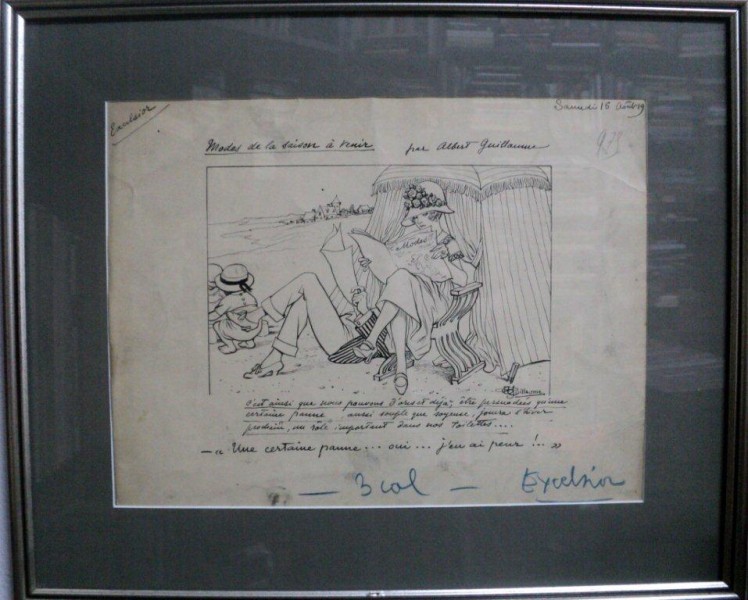 Excelsior
Samedi 15 Août 19
Modes de la saison à venir par Albert Guillaume
Modes
Guillaume
C'est ainsi que nous pouvons d'ores et déjà, être persuadées qu'une
certaine panne, aussi souple que soyeuse, jouera l'hiver
prochain, un rôle important dans nos toilettes....
— « Une certaine panne... oui... j'en ai peur !.. »
— 3 col — Excelsior